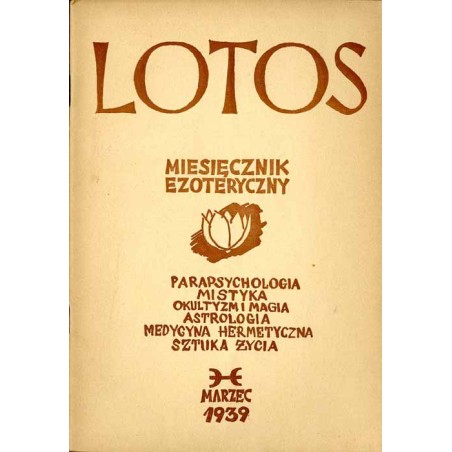 LOTOS
MIESIĘCZNIK
EZOTERYCZNY
PARAPSYCHOLOGIA
MISTYKA
OKULTYZM I MAGIA
ASTROLOGIA
MEDYCYNA HERMETYCZNA
SZTUKA ŻYCIA
MARZEC
1939